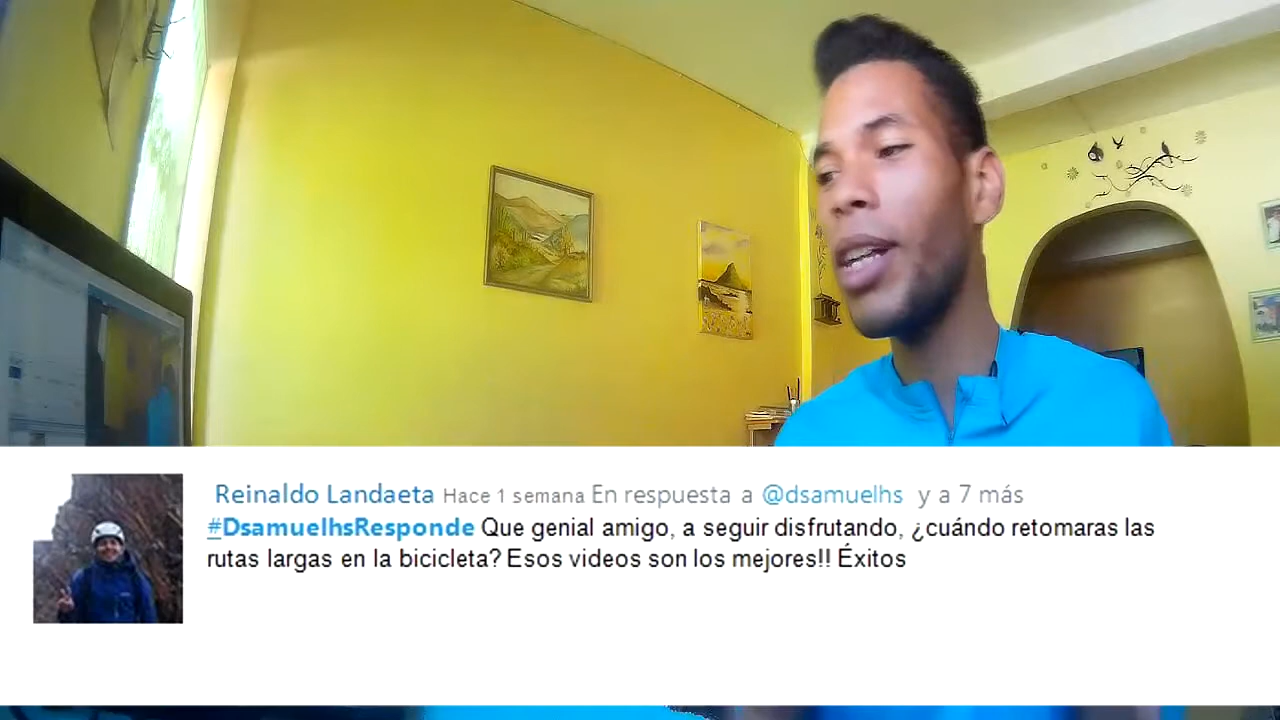 Reinaldo Landaeta Hace 1 semana En respuesta a @dsamuelhs y a 7 más
#DsamuelhsResponde Que genial amigo, a seguir disfrutando, ¿cuándo retomaras las
rutas largas en la bicicleta? Esos videos son los mejores!! Éxitos